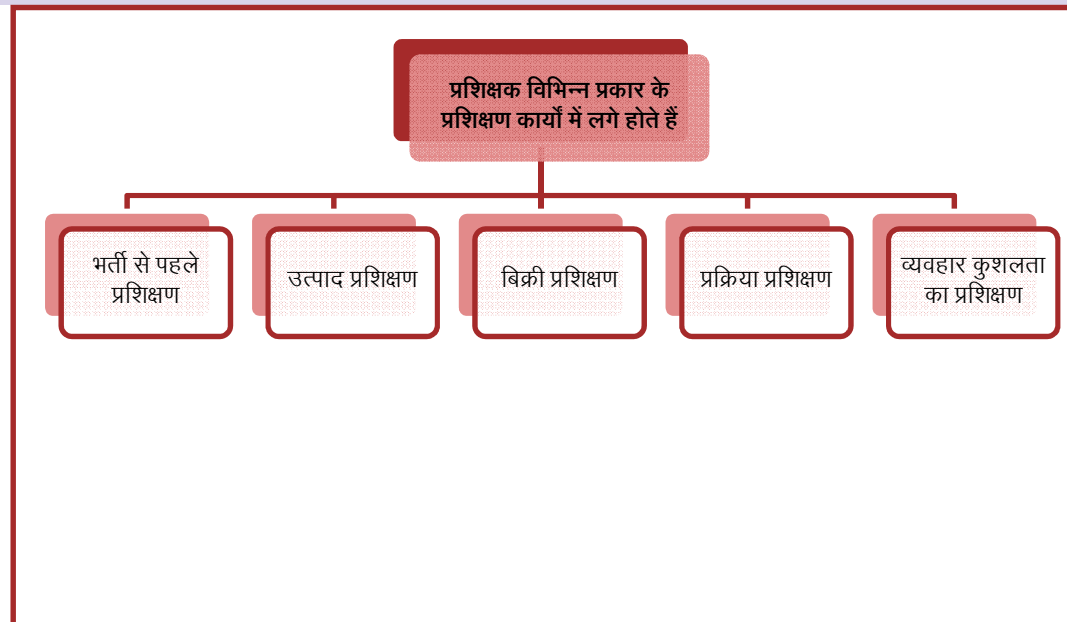 प्रशिक्षक विभिन्न प्रकार के
प्रशिक्षण कार्यों में लगे होते हैं
भर्ती से पहले
प्रशिक्षण
उत्पाद प्रशिक्षण
बिक्री प्रशिक्षण
प्रक्रिया प्रशिक्षण
व्यवहार कुशलता
का प्रशिक्षण